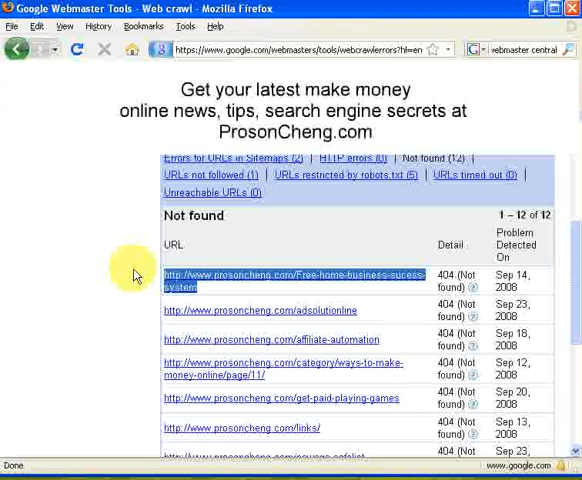 Google Webmaster Tools - Web crawl - Mozilla Firefox
File Edit View History Bookmarks Tools Help
https://www.google.com/webmasters/tools/webcrawlerrors?hl=en
webmaster central
Get your latest make money
online news, tips, search engine secrets at
ProsonCheng.com
Errors for URLs in Sitemaps (2) | HTTP errors (0) | Not found (12) |
URLs not followed (1) | URLs restricted by robots.txt (5) | URLs timed out (0) |
Unreachable URLs (0)
Not found 1 – 12 of 12
URL Detail Problem Detected On
http://www.prosoncheng.com/Free-home-business-sucess-
system
404 (Not found) ? Sep 14, 2008
http://www.prosoncheng.com/adsolutionline 404 (Not found) ? Sep 23, 2008
http://www.prosoncheng.com/affiliate-automation 404 (Not found) ? Sep 18, 2008
http://www.prosoncheng.com/category/ways-to-make-
money-online/page/11/
404 (Not found) ? Sep 12, 2008
http://www.prosoncheng.com/get-paid-playing-games 404 (Not found) ? Sep 20, 2008
http://www.prosoncheng.com/links/ 404 (Not found) ? Sep 13, 2008
404 (Not Sep 23,
Done www.google.com